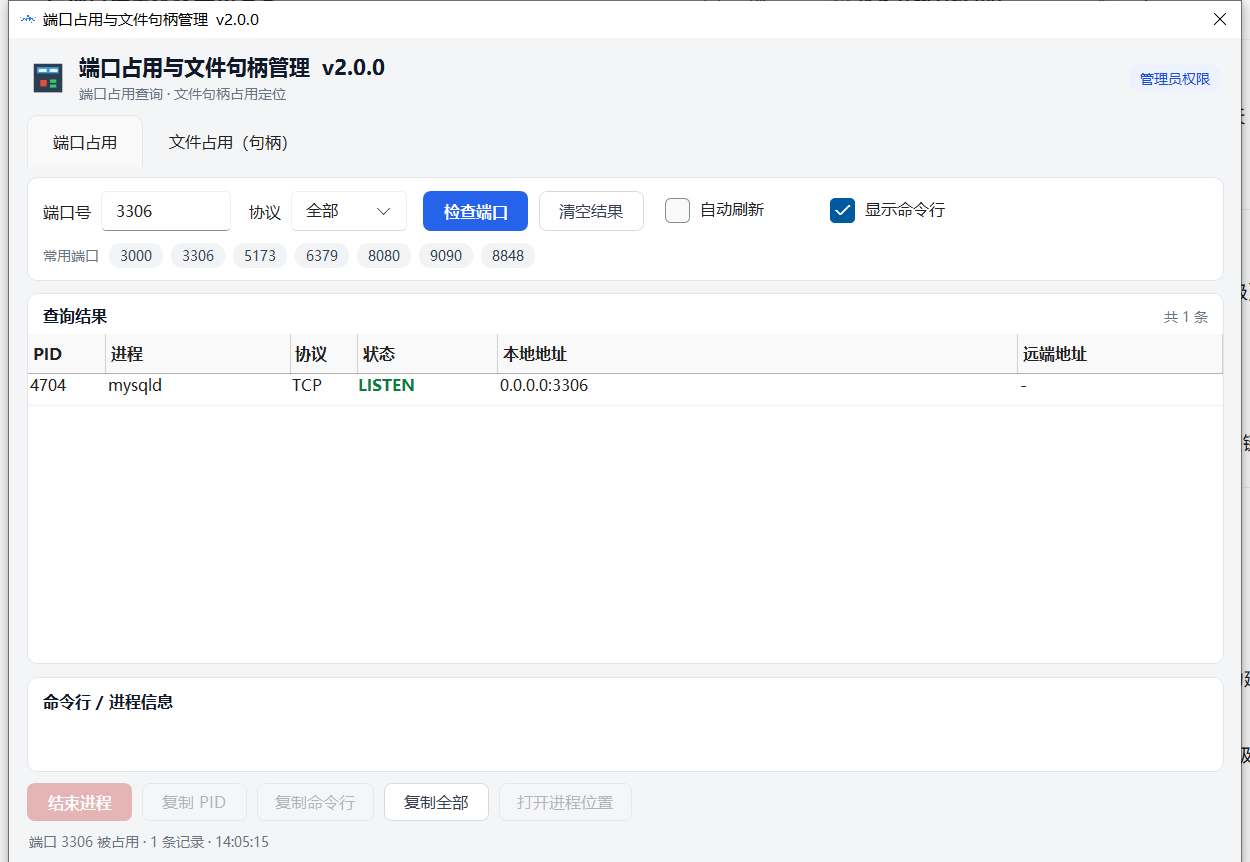 端口占用与文件句柄管理 v2.0.0
端口占用与文件句柄管理 v2.0.0
端口占用查询 · 文件句柄占用定位
管理员权限
端口占用 文件占用（句柄）
端口号 3306 协议 全部 检查端口 清空结果 自动刷新 显示命令行
常用端口 3000 3306 5173 6379 8080 9090 8848
查询结果 共 1 条
PID 进程 协议 状态 本地地址 远端地址
4704 mysqld TCP LISTEN 0.0.0.0:3306 -
命令行 / 进程信息
结束进程 复制 PID 复制命令行 复制全部 打开进程位置
端口 3306 被占用 · 1 条记录 · 14:05:15